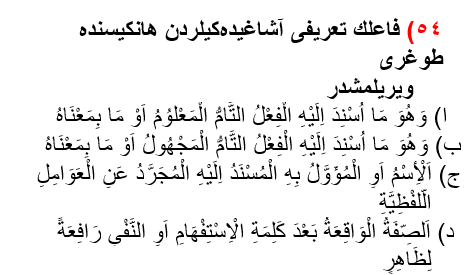 ٥٤) فاعلك تعريفى آشاغيده‌كيلردن هانكيسنده
طوغرى
ويريلمشدر
ا) وَهُوَ مَا اُسْنِدَ اِلَيْهِ الْفِعْلُ التَّامُّ الْمَعْلُومُ اَوْ مَا بِمَعْنَاهُ
ب) وَهُوَ مَا اُسْنِدَ اِلَيْهِ الْفِعْلُ التَّامُّ الْمَجْهُولُ اَوْ مَا بِمَعْنَاهُ
ج) اَلْاِسْمُ اَوِ الْمُؤَوَّلُ بِهِ الْمُسْنَدُ اِلَيْهِ الْمُجَرَّدُ عَنِ الْعَوَامِلِ
اللَّفْظِيَّةِ
د) اَلصِّفَةُ الْوَاقِعَةُ بَعْدَ كَلِمَةِ الْاِسْتِفْهَامِ اَوِ النَّفْى رَافِعَةً
لِظَاهِرٍ